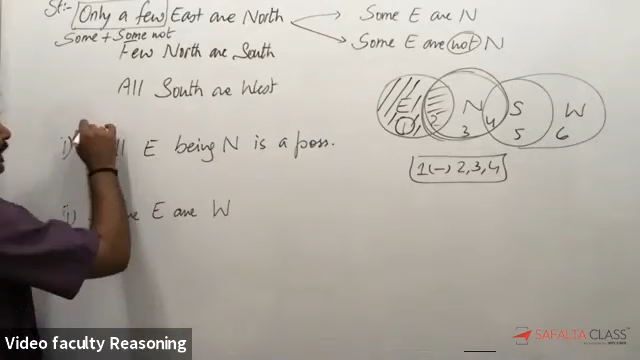 St:- Only a few East are North
Some + Some not
Few North are South
All South are West
Some E are N
Some E are not N
E N S W
1 2 3 4 5 6
1(-) 2,3,4
i) E being N is a poss.
ii) E are W
Video faculty Reasoning
SAFALTA CLASS